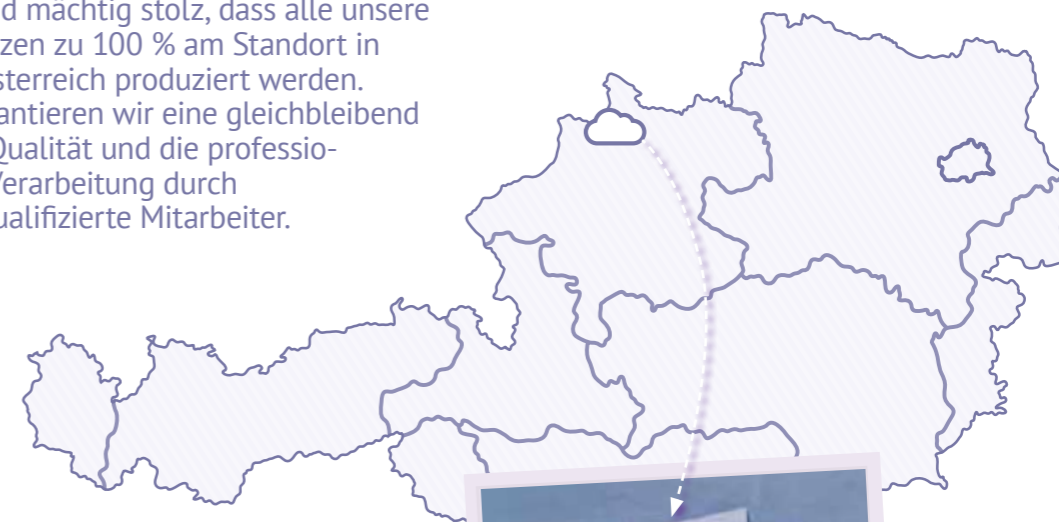 d mächtig stolz, dass alle unsere
zen zu 100 % am Standort in
sterreich produziert werden.
antieren wir eine gleichbleibend
Qualität und die professio-
Verarbeitung durch
ualifizierte Mitarbeiter.